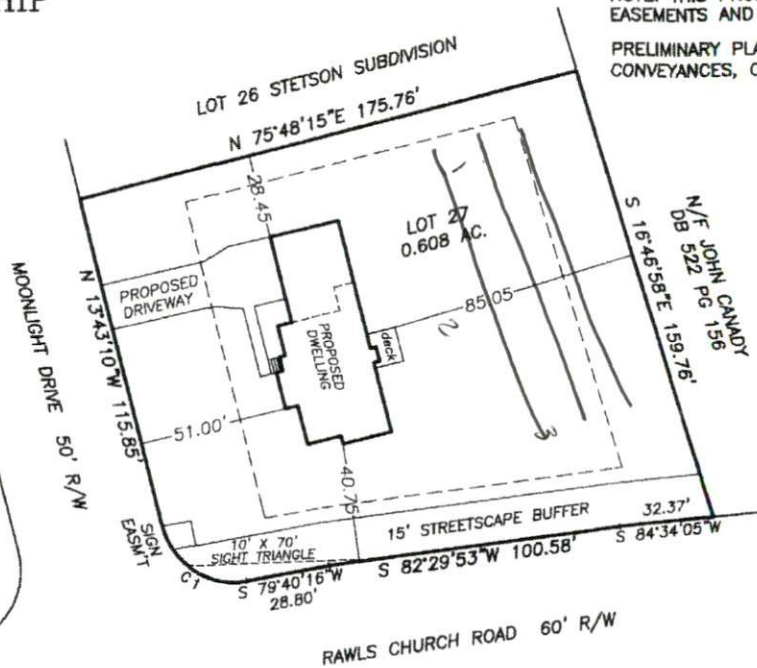 HIP
EASEMENTS AND
PRELIMINARY PLA
CONVEYANCES, C
LOT 26 STETSON SUBDIVISION
N 75°48'15"E 175.76'
28.45
LOT 27
0.608 AC.
1
S 16°46'58"E 159.76'
N/F JOHN CANADY
DB 522 PG 156
PROPOSED
DRIVEWAY
N 13°43'10"W 115.85'
MOONLIGHT DRIVE 50' R/W
PROPOSED
DWELLING
deck
85.05
2
51.00'
3
40.75
SIGN
EASM'T
10' X 70'
SIGHT TRIANGLE
15' STREETSCAPE BUFFER
32.37'
C1
S 79°40'16"W
28.80'
S 82°29'53"W 100.58'
S 84°34'05"W
RAWLS CHURCH ROAD 60' R/W